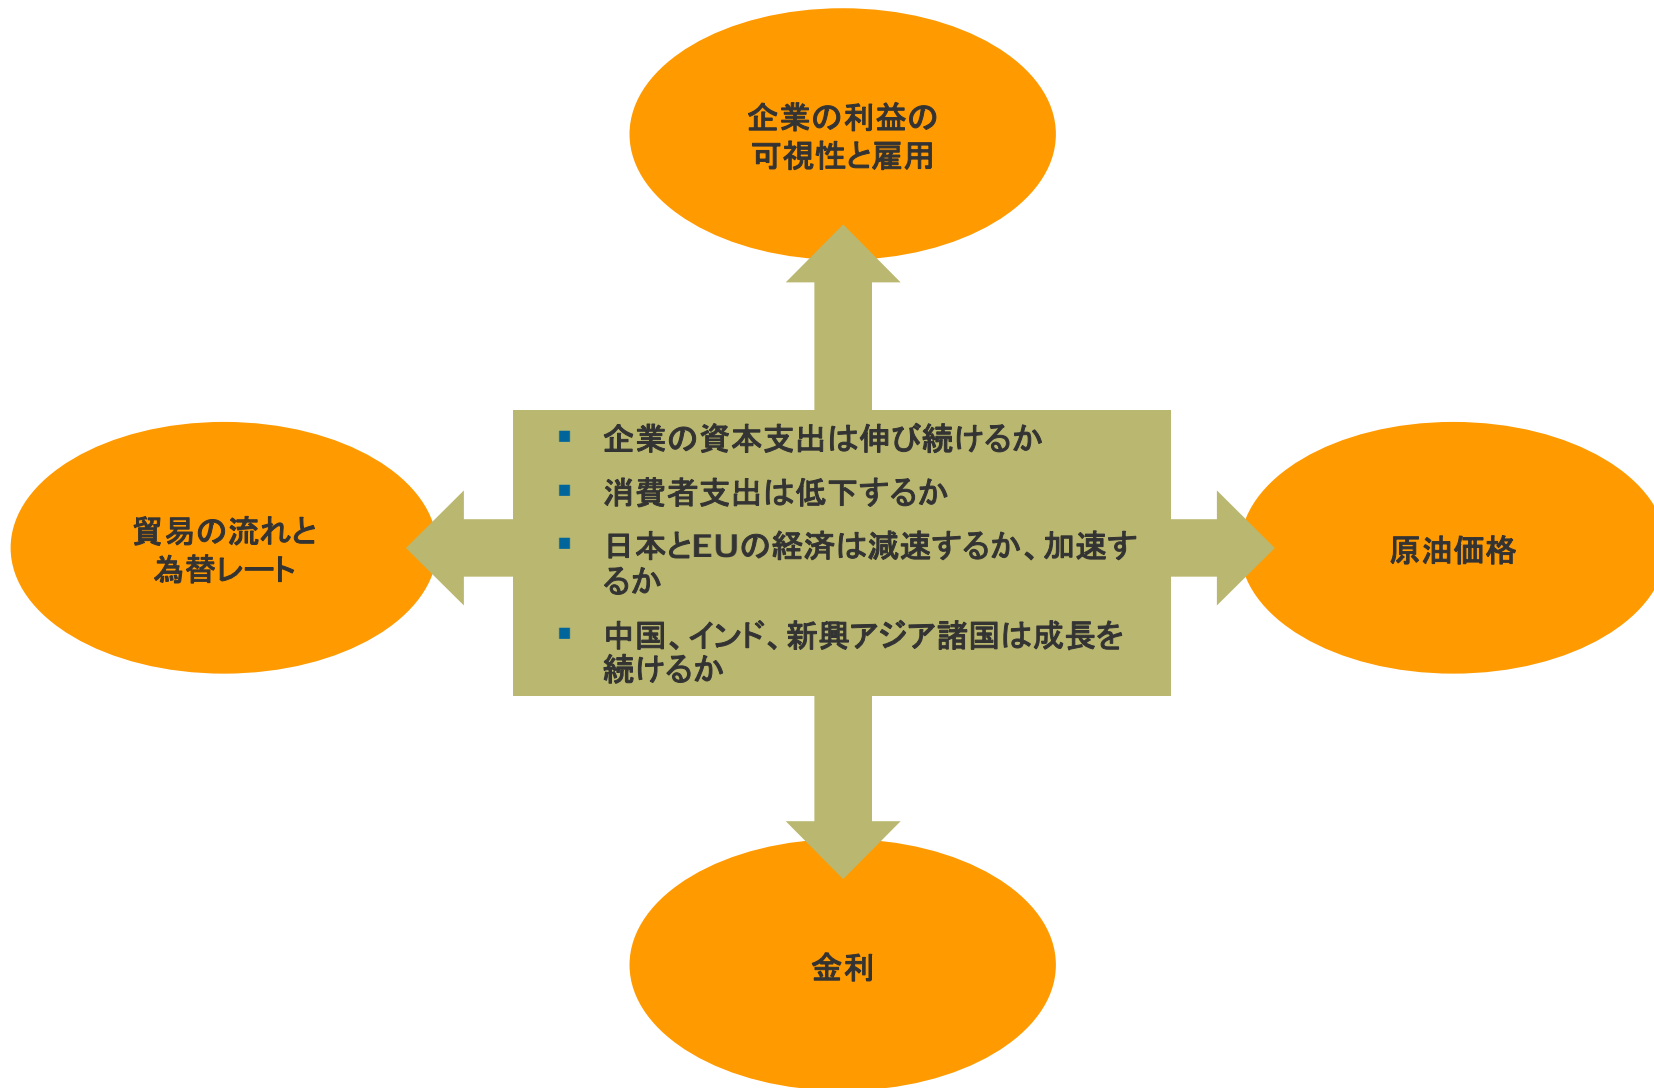 企業の利益の
可視性と雇用
貿易の流れと
為替レート
■ 企業の資本支出は伸び続けるか
■ 消費者支出は低下するか
■ 日本とEUの経済は減速するか、加速す
るか
■ 中国、インド、新興アジア諸国は成長を
続けるか
原油価格
金利